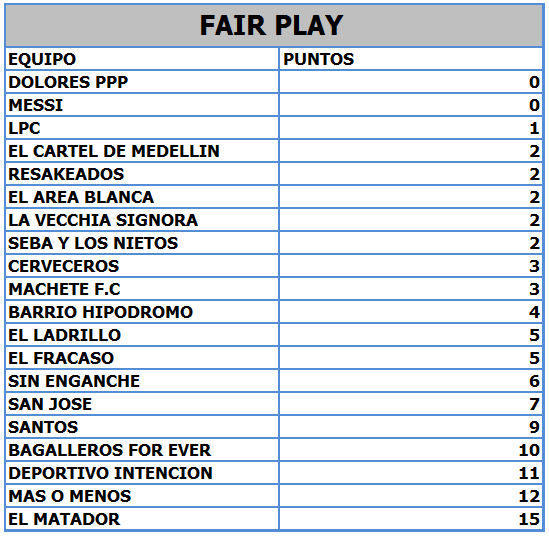 FAIR PLAY
EQUIPO PUNTOS
DOLORES PPP 0
MESSI 0
LPC 1
EL CARTEL DE MEDELLIN 2
RESAKEADOS 2
EL AREA BLANCA 2
LA VECCHIA SIGNORA 2
SEBA Y LOS NIETOS 2
CERVECEROS 3
MACHETE F.C 3
BARRIO HIPODROMO 4
EL LADRILLO 5
EL FRACASO 5
SIN ENGANCHE 6
SAN JOSE 7
SANTOS 9
BAGALLEROS FOR EVER 10
DEPORTIVO INTENCION 11
MAS O MENOS 12
EL MATADOR 15